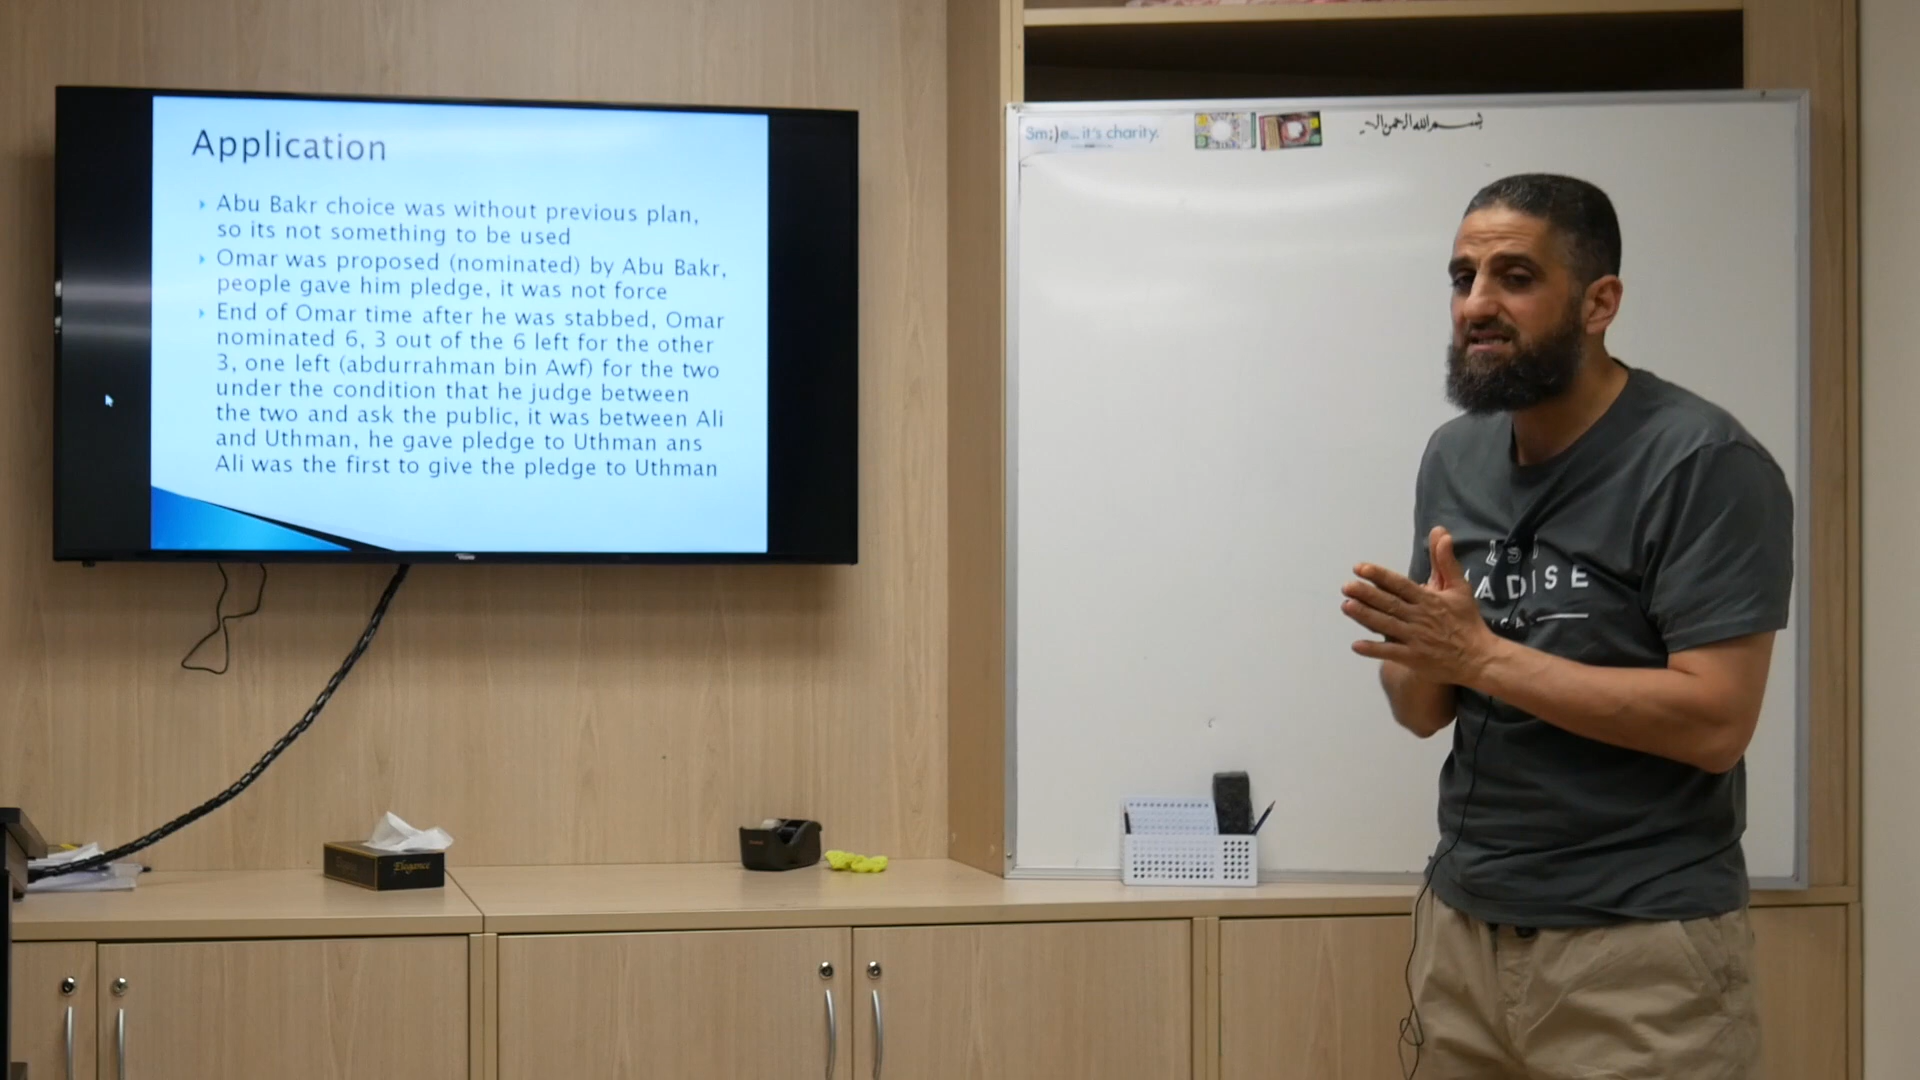 Application
Abu Bakr choice was without previous plan,
so its not something to be used
Omar was proposed (nominated) by Abu Bakr,
people gave him pledge, it was not force
End of Omar time after he was stabbed, Omar
nominated 6, 3 out of the 6 left for the other
3, one left (abdurrahman bin Awf) for the two
under the condition that he judge between
the two and ask the public, it was between Ali
and Uthman, he gave pledge to Uthman ans
Ali was the first to give the pledge to Uthman
Sm;)e... it's charity.
بسم الله الرحمن
ADISE
Elegance